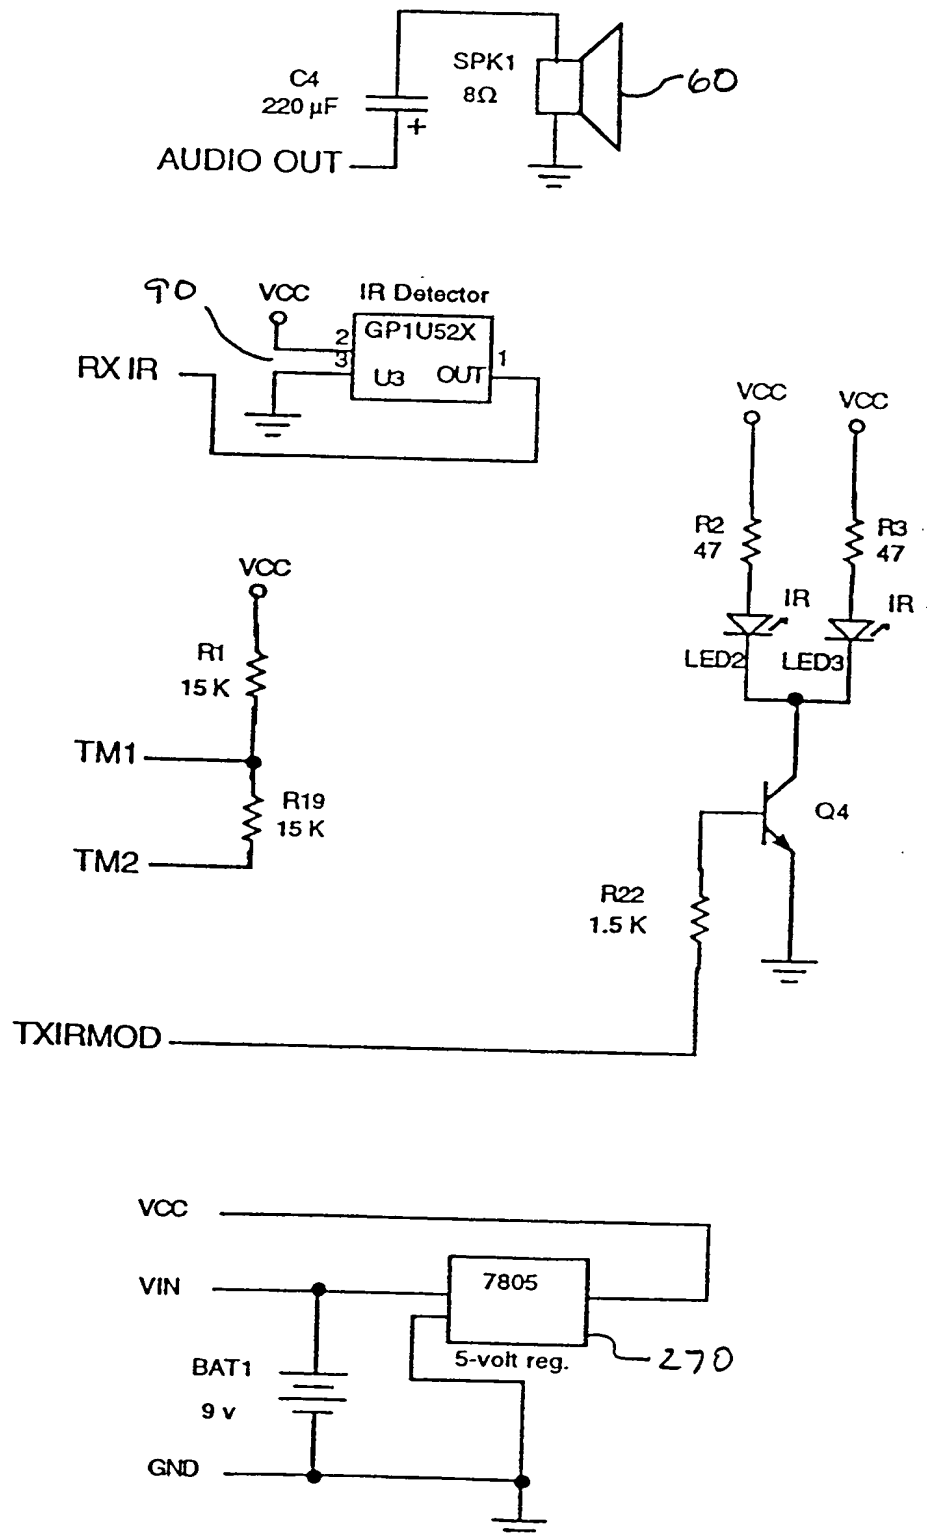 SPK1
8Ω
60
C4
220 µF
+
AUDIO OUT
90
VCC
IR Detector
GP1U52X
2
3
1
U3
OUT
RX IR
VCC
VCC
R2
47
R3
47
IR
IR
LED2
LED3
VCC
R1
15 K
TM1
R19
15 K
TM2
Q4
R22
1.5 K
TXIRMOD
VCC
VIN
7805
5-volt reg.
270
BAT1
9 v
GND